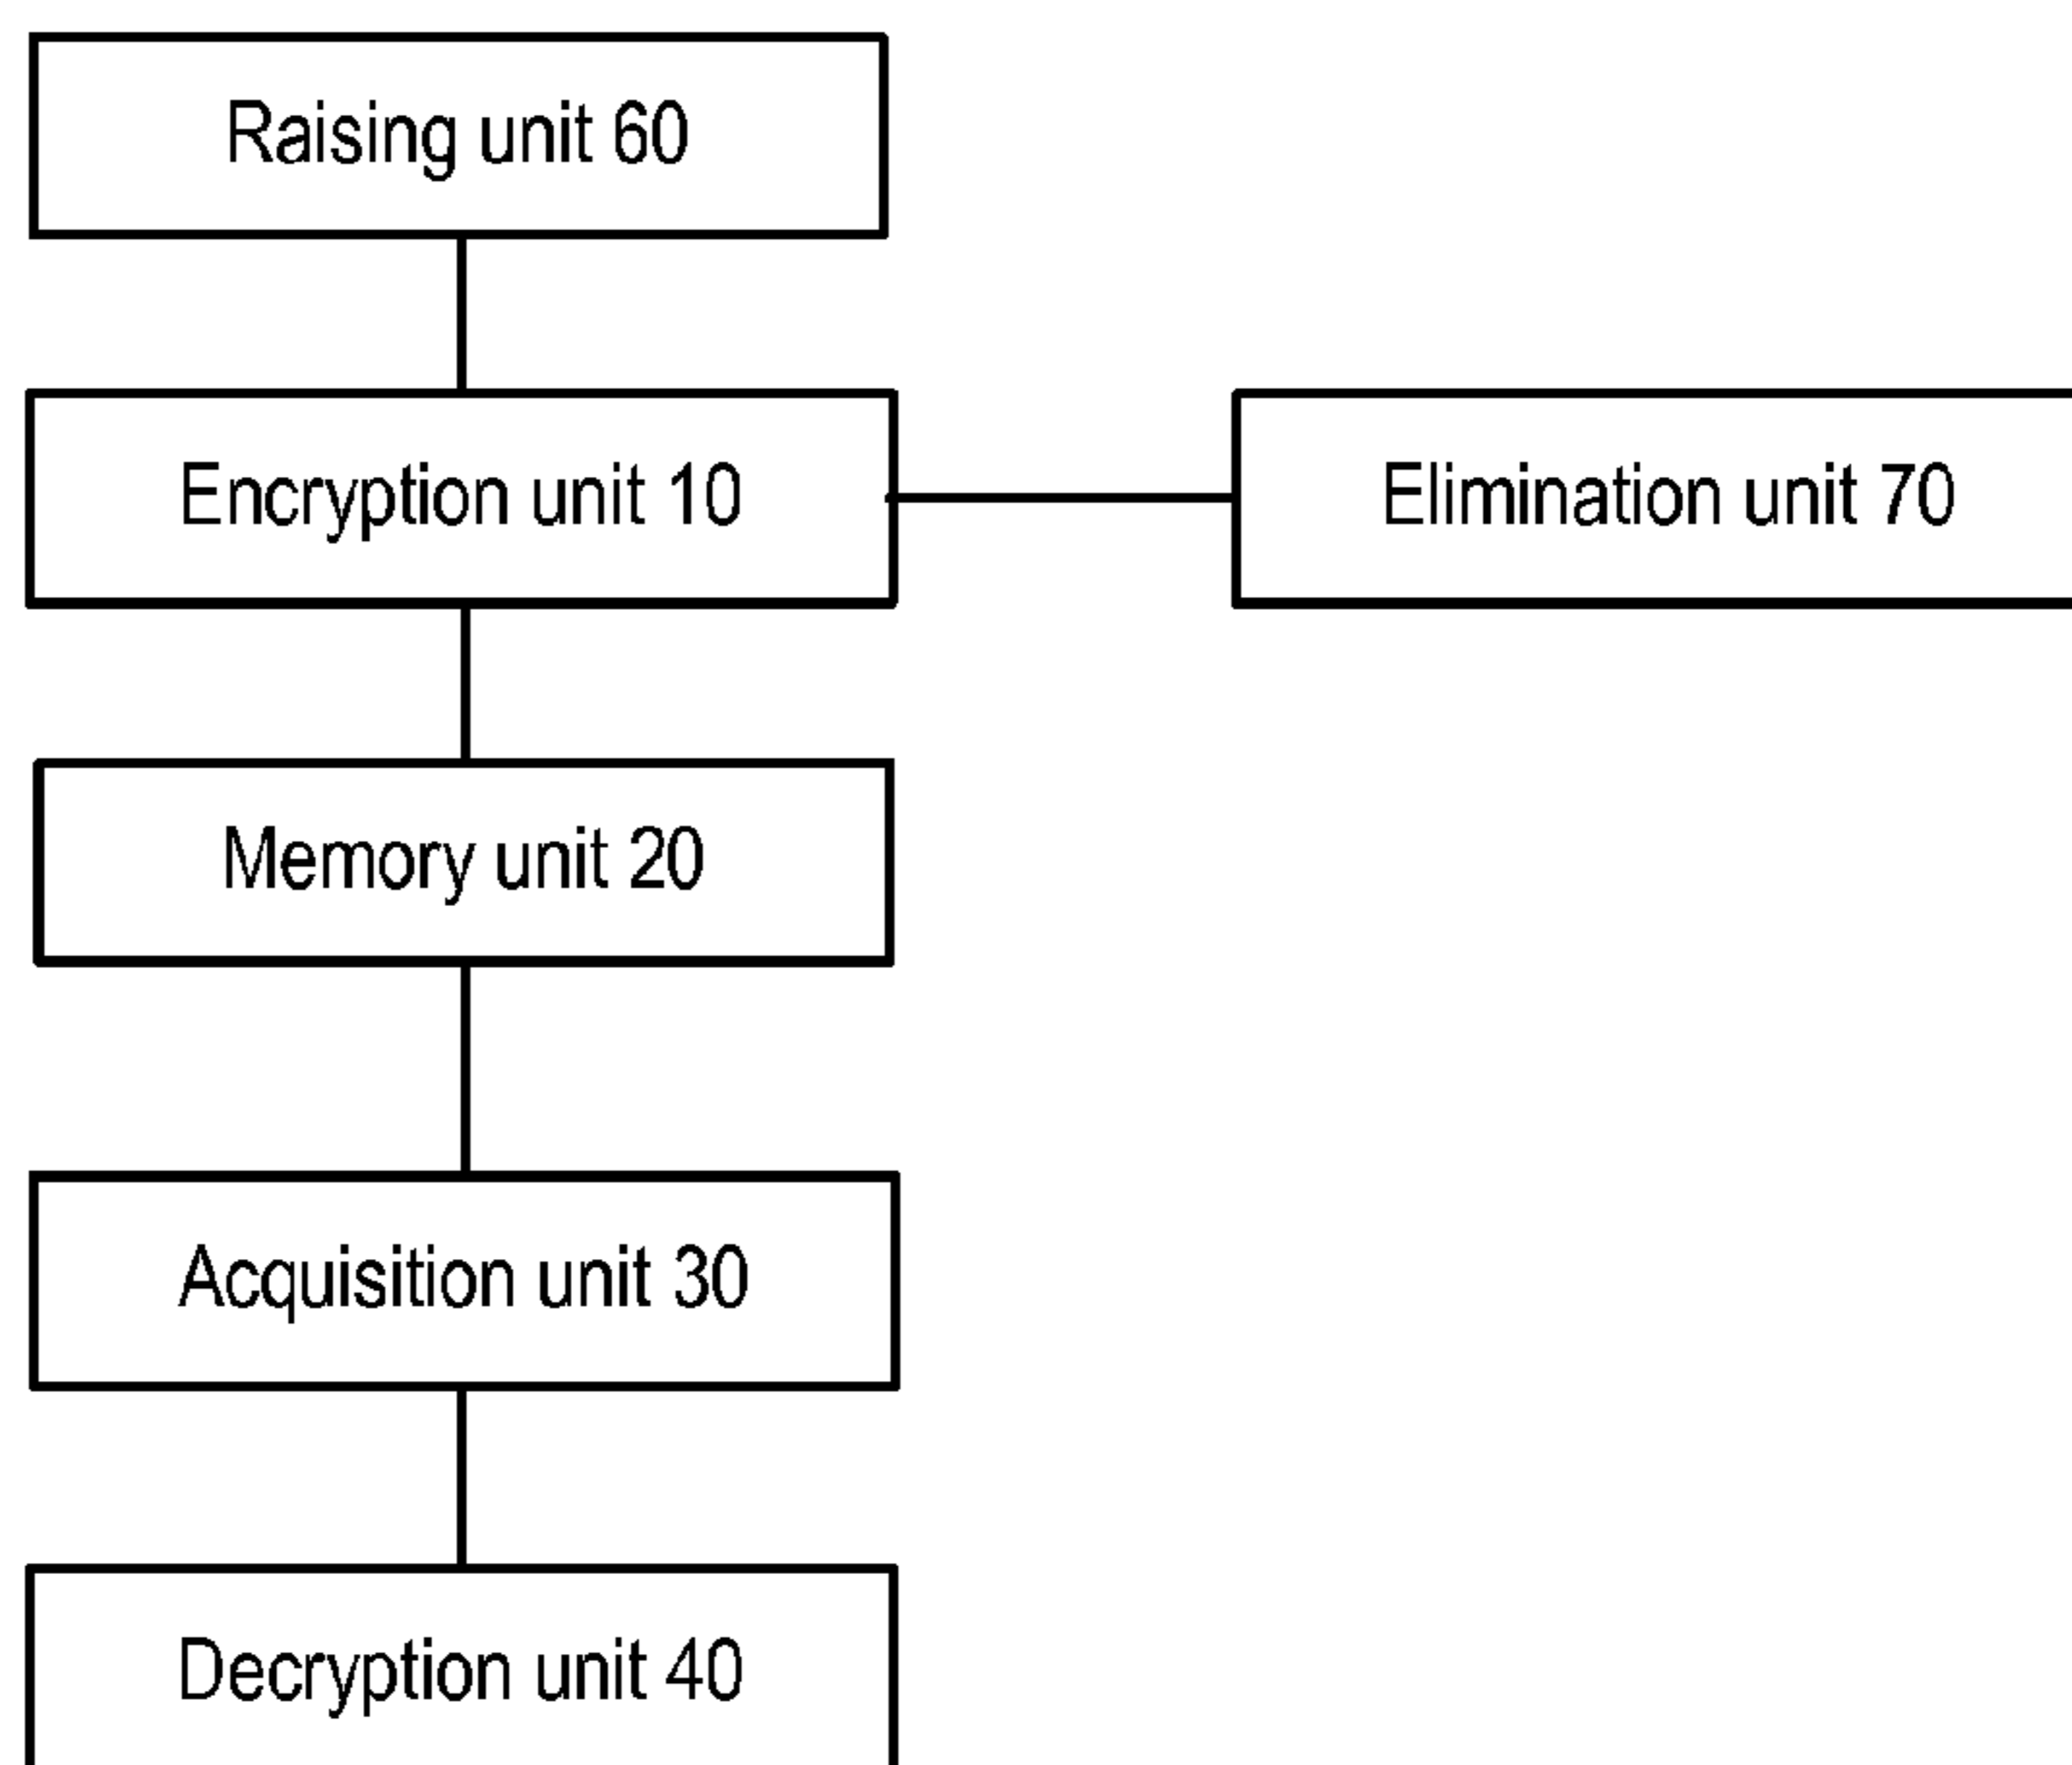 Raising unit 60
Encryption unit 10
Elimination unit 70
Memory unit 20
Acquisition unit 30
Decryption unit 40